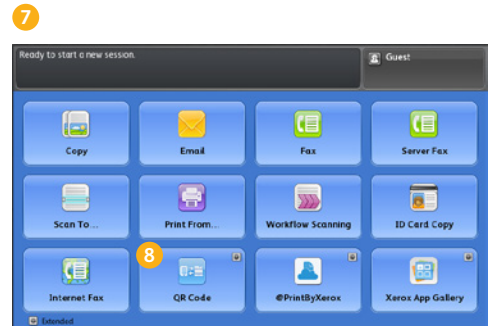 7
Ready to start a new session.
Guest
Copy
Email
Fax
Server Fax
Scan To...
Print From...
Workflow Scanning
ID Card Copy
8
Internet Fax
QR Code
@PrintByXerox
Xerox App Gallery
Extended